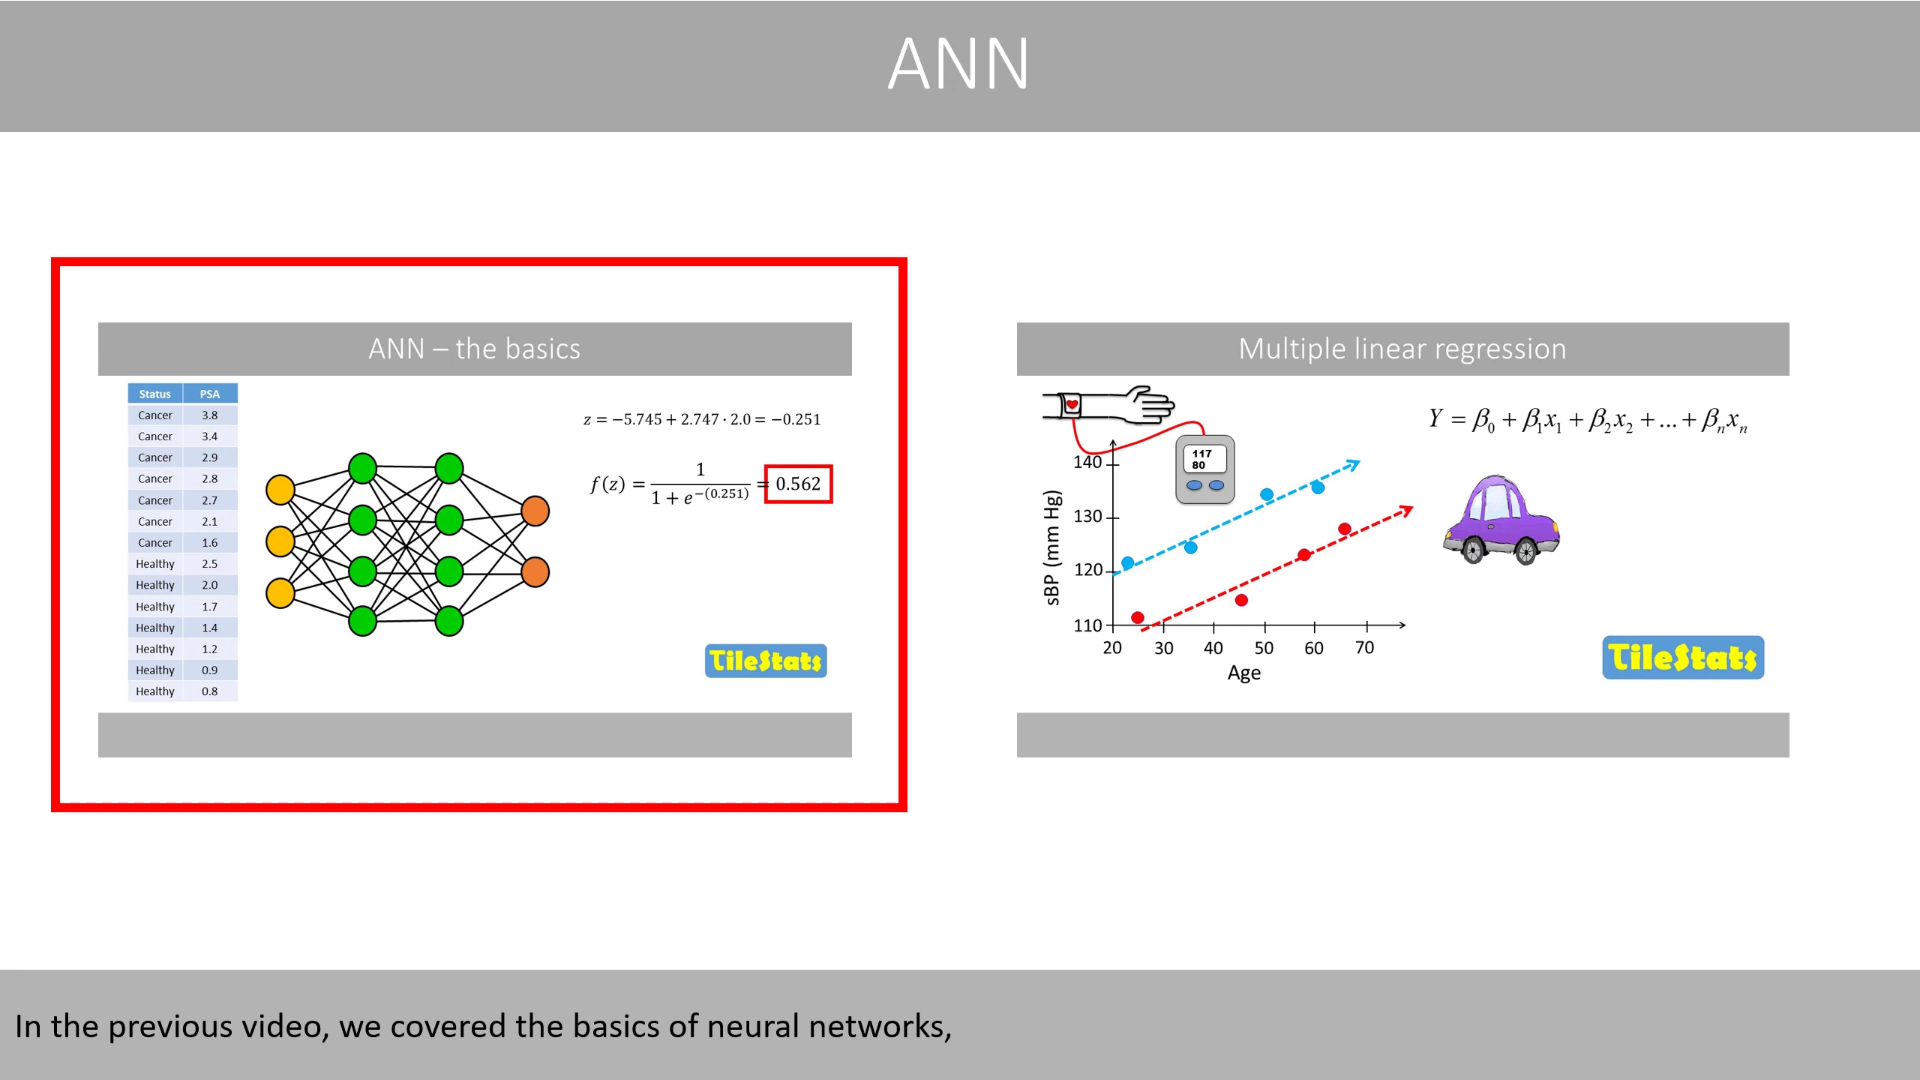 ANN
ANN – the basics
Status PSA
Cancer 3.8
Cancer 3.4
Cancer 2.9
Cancer 2.8
Cancer 2.7
Cancer 2.1
Cancer 1.6
Healthy 2.5
Healthy 2.0
Healthy 1.7
Healthy 1.4
Healthy 1.2
Healthy 0.9
Healthy 0.8
z = −5.745 + 2.747 · 2.0 = −0.251
f(z) = 1 / (1 + e^−(0.251)) = 0.562
TileStats
Multiple linear regression
117
80
Y = β₀ + β₁x₁ + β₂x₂ + ... + βₙxₙ
sBP (mm Hg)
140
130
120
110
20 30 40 50 60 70
Age
TileStats
In the previous video, we covered the basics of neural networks,